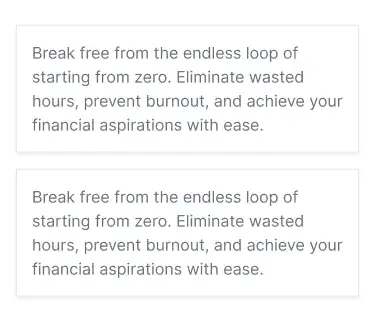 Break free from the endless loop of
starting from zero. Eliminate wasted
hours, prevent burnout, and achieve your
financial aspirations with ease.
Break free from the endless loop of
starting from zero. Eliminate wasted
hours, prevent burnout, and achieve your
financial aspirations with ease.